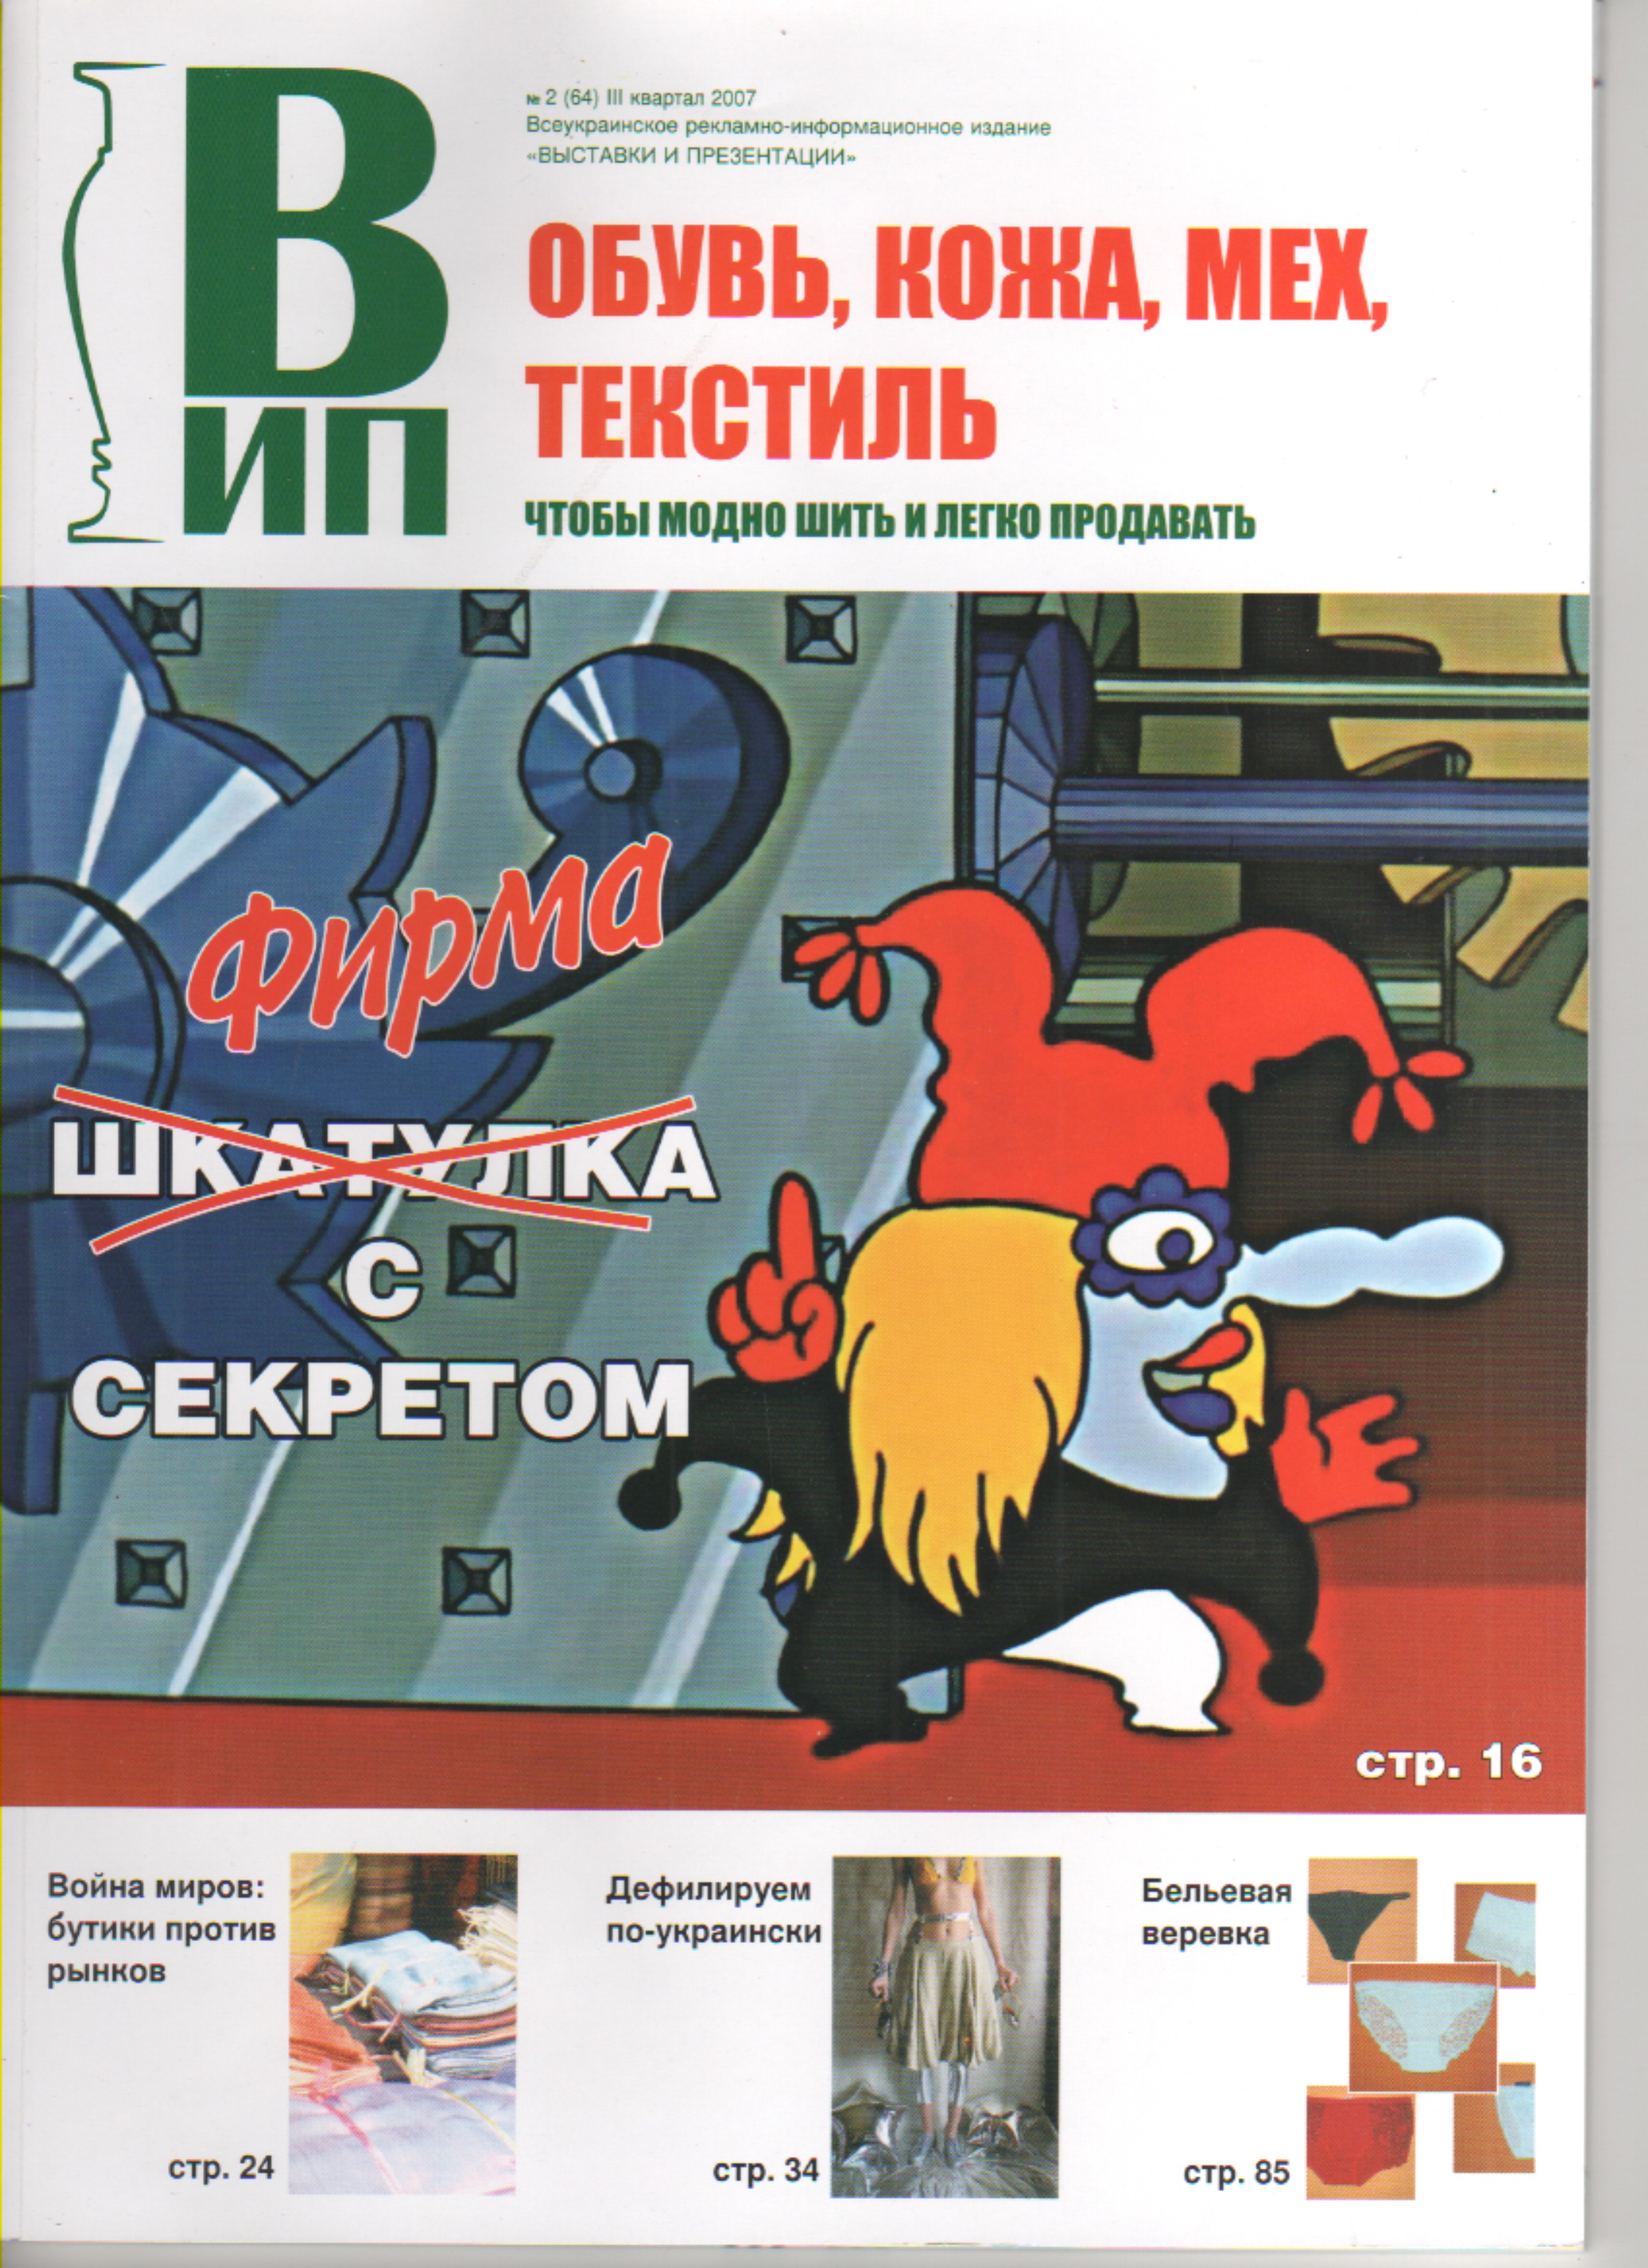 В
ИП
№ 2 (64) III квартал 2007
Всеукраинское рекламно-информационное издание
«ВЫСТАВКИ И ПРЕЗЕНТАЦИИ»
ОБУВЬ, КОЖА, МЕХ,
ТЕКСТИЛЬ
ЧТОБЫ МОДНО ШИТЬ И ЛЕГКО ПРОДАВАТЬ
Фирма
ШКАТУЛКА
С
СЕКРЕТОМ
стр. 16
Война миров:
бутики против
рынков
стр. 24
Дефилируем
по-украински
стр. 34
Бельевая
веревка
стр. 85